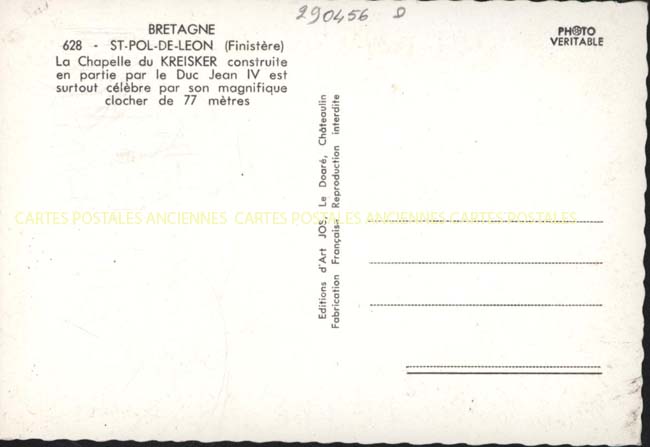 290456 D
BRETAGNE
628 - ST-POL-DE-LEON (Finistère)
La Chapelle du KREISKER construite
en partie par le Duc Jean IV est
surtout célèbre par son magnifique
clocher de 77 mètres
PHOTO
VERITABLE
Editions d'Art JOS, Le Doaré, Châteaulin
Fabrication Française Reproduction interdite
CARTES POSTALES ANCIENNES CARTES POSTALES ANCIENNES CARTES POSTALES ANCIENNES